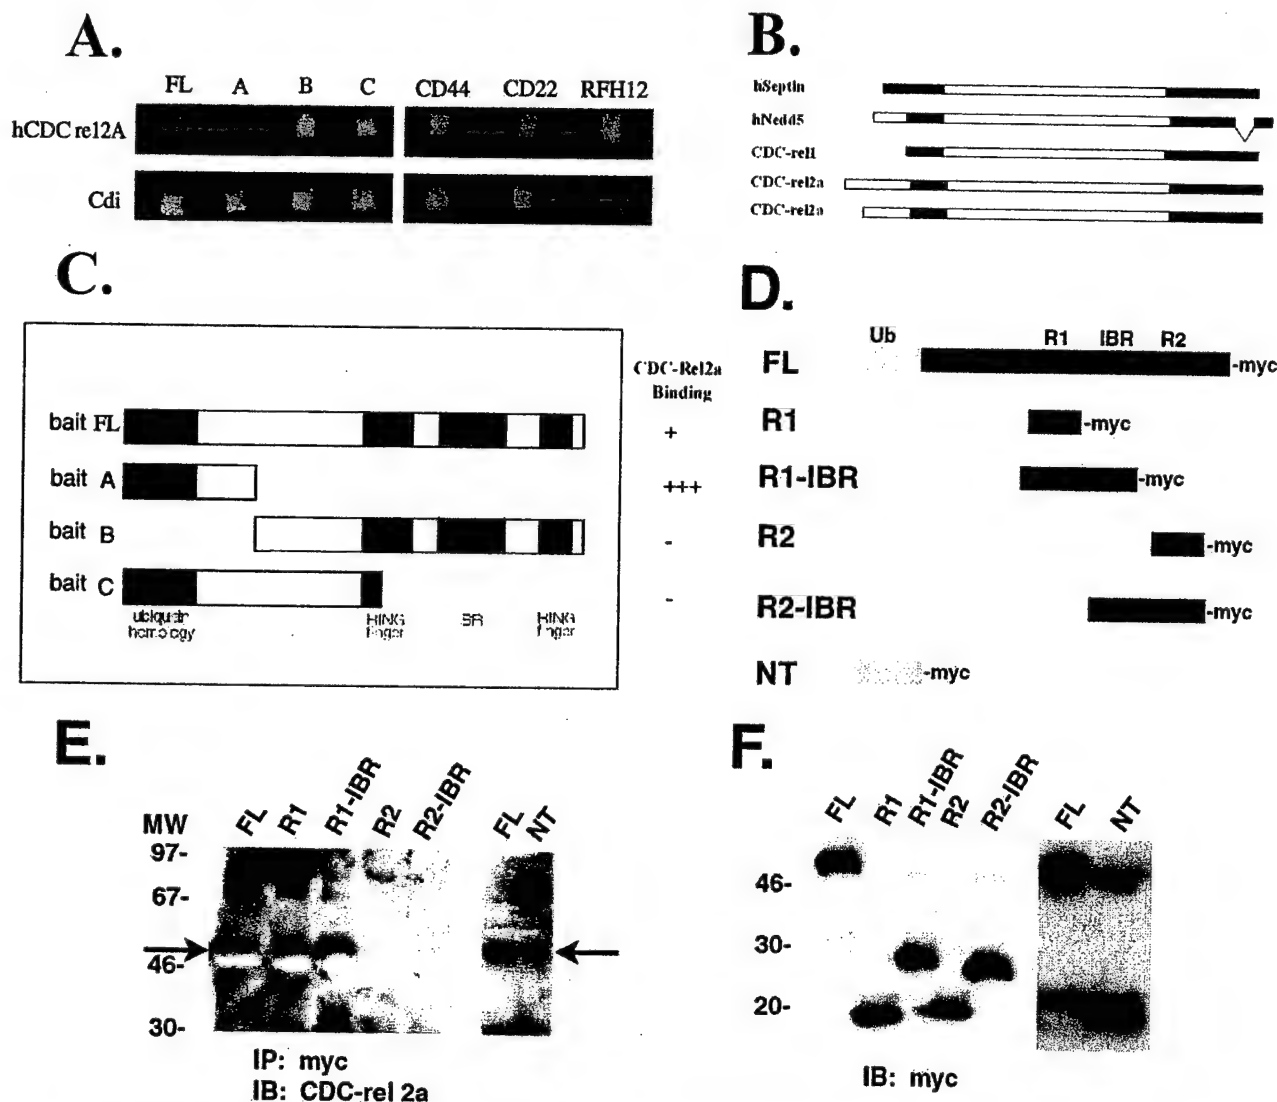 A.
FL A B C CD44 CD22 RFH12
hCDC re12A
Cdi
B.
hSeptin
hNedd5
CDC-rel1
CDC-rel2a
CDC-rel2a
C.
CDC-Rel2a
Binding
bait FL +
bait A +++
bait B -
bait C -
ubiquitin
homology
RING
finger
IBR
RING
finger
D.
Ub R1 IBR R2
FL -myc
R1 -myc
R1-IBR -myc
R2 -myc
R2-IBR -myc
NT -myc
E.
MW FL R1 R1-IBR R2 R2-IBR FL NT
97-
67-
46-
30-
IP: myc
IB: CDC-rel 2a
F.
FL R1 R1-IBR R2 R2-IBR FL NT
46-
30-
20-
IB: myc